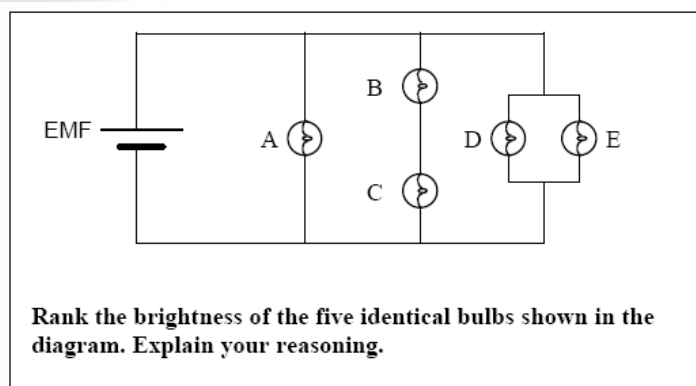 B
EMF
A
D
E
C
Rank the brightness of the five identical bulbs shown in the
diagram. Explain your reasoning.